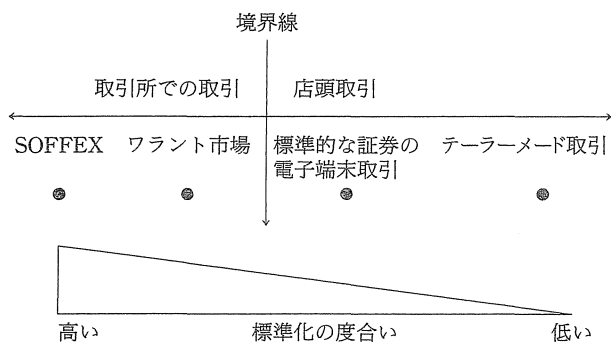 境界線
取引所での取引 店頭取引
SOFFEX ワラント市場 標準的な証券の テーラーメード取引
電子端末取引
高い 標準化の度合い 低い